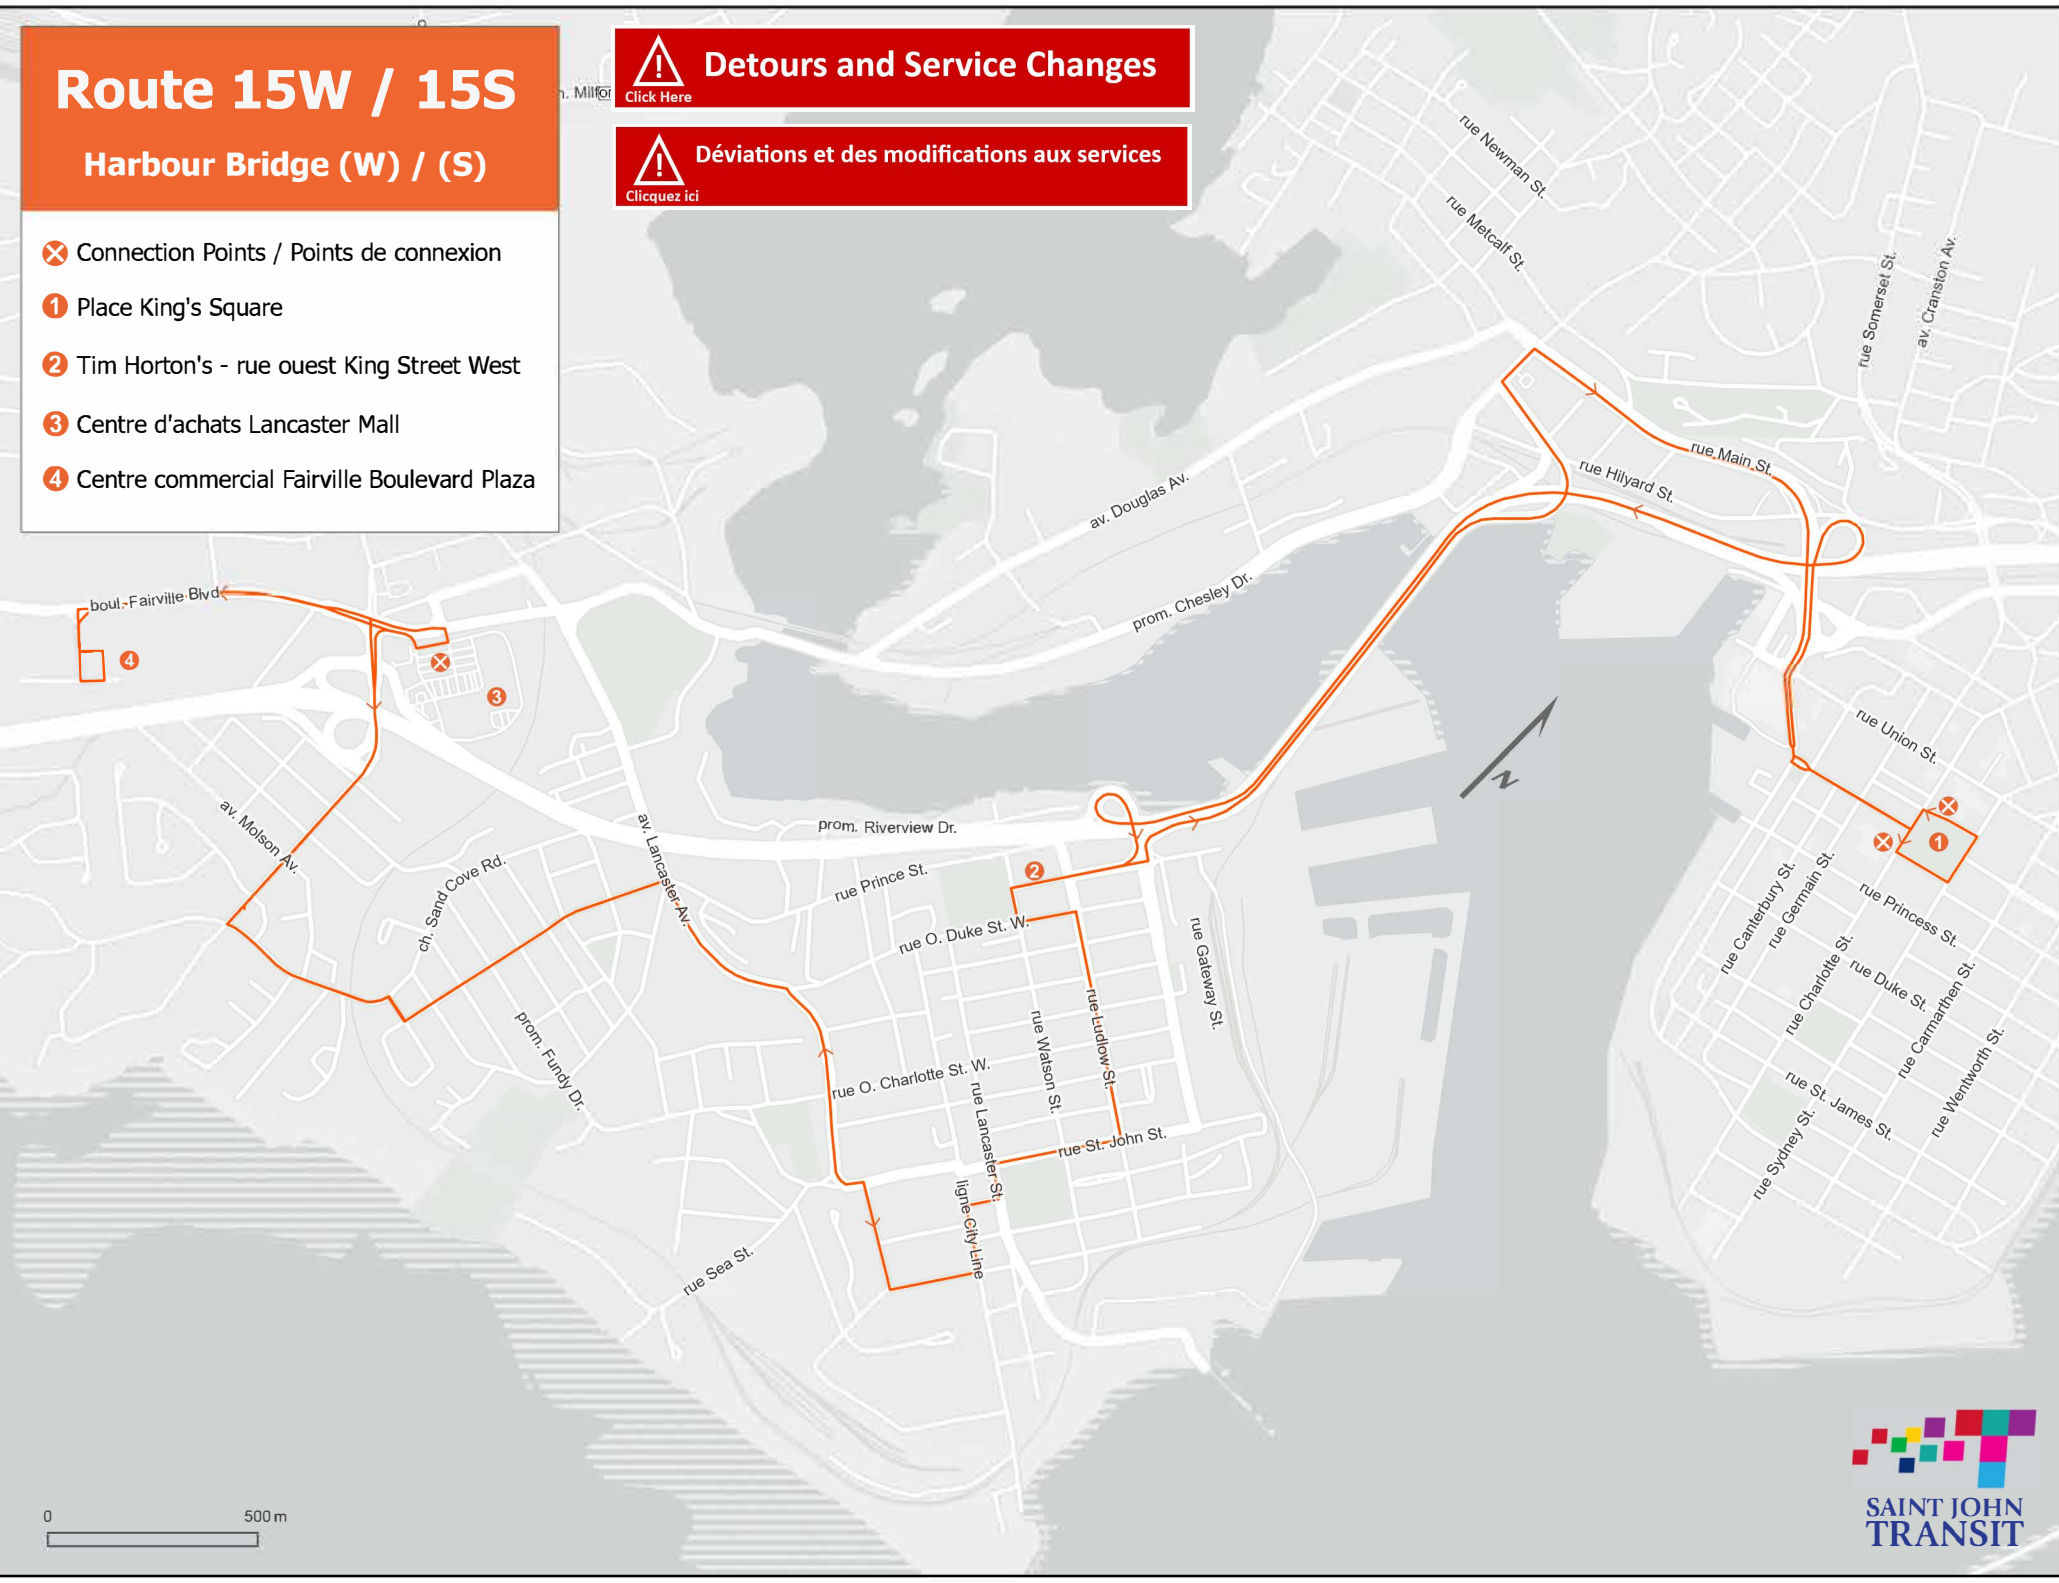 Route 15W / 15S
Harbour Bridge (W) / (S)
Connection Points / Points de connexion
1 Place King's Square
2 Tim Horton's - rue ouest King Street West
3 Centre d'achats Lancaster Mall
4 Centre commercial Fairville Boulevard Plaza
Detours and Service Changes
Click Here
Déviations et des modifications aux services
Clicquez ici
rue Newman St.
rue Metcalf St.
rue Somerset St.
av. Cranston Av.
rue Main St.
rue Hilyard St.
av. Douglas Av.
prom. Chesley Dr.
boul. Fairville Blvd
4
3
N
rue Union St.
1
av. Molson Av.
av. Lancaster Av.
prom. Riverview Dr.
2
rue Prince St.
ch. Sand Cove Rd.
rue O. Duke St. W.
rue Gateway St.
rue Canterbury St.
rue Germain St.
rue Princess St.
rue Charlotte St.
rue Duke St.
rue Carmarthen St.
rue Ludlow St.
rue Watson St.
prom. Fundy Dr.
rue O. Charlotte St. W.
rue Lancaster St.
rue St. John St.
rue St. James St.
rue Wentworth St.
rue Sydney St.
ligne City Line
rue Sea St.
0 500 m
SAINT JOHN
TRANSIT